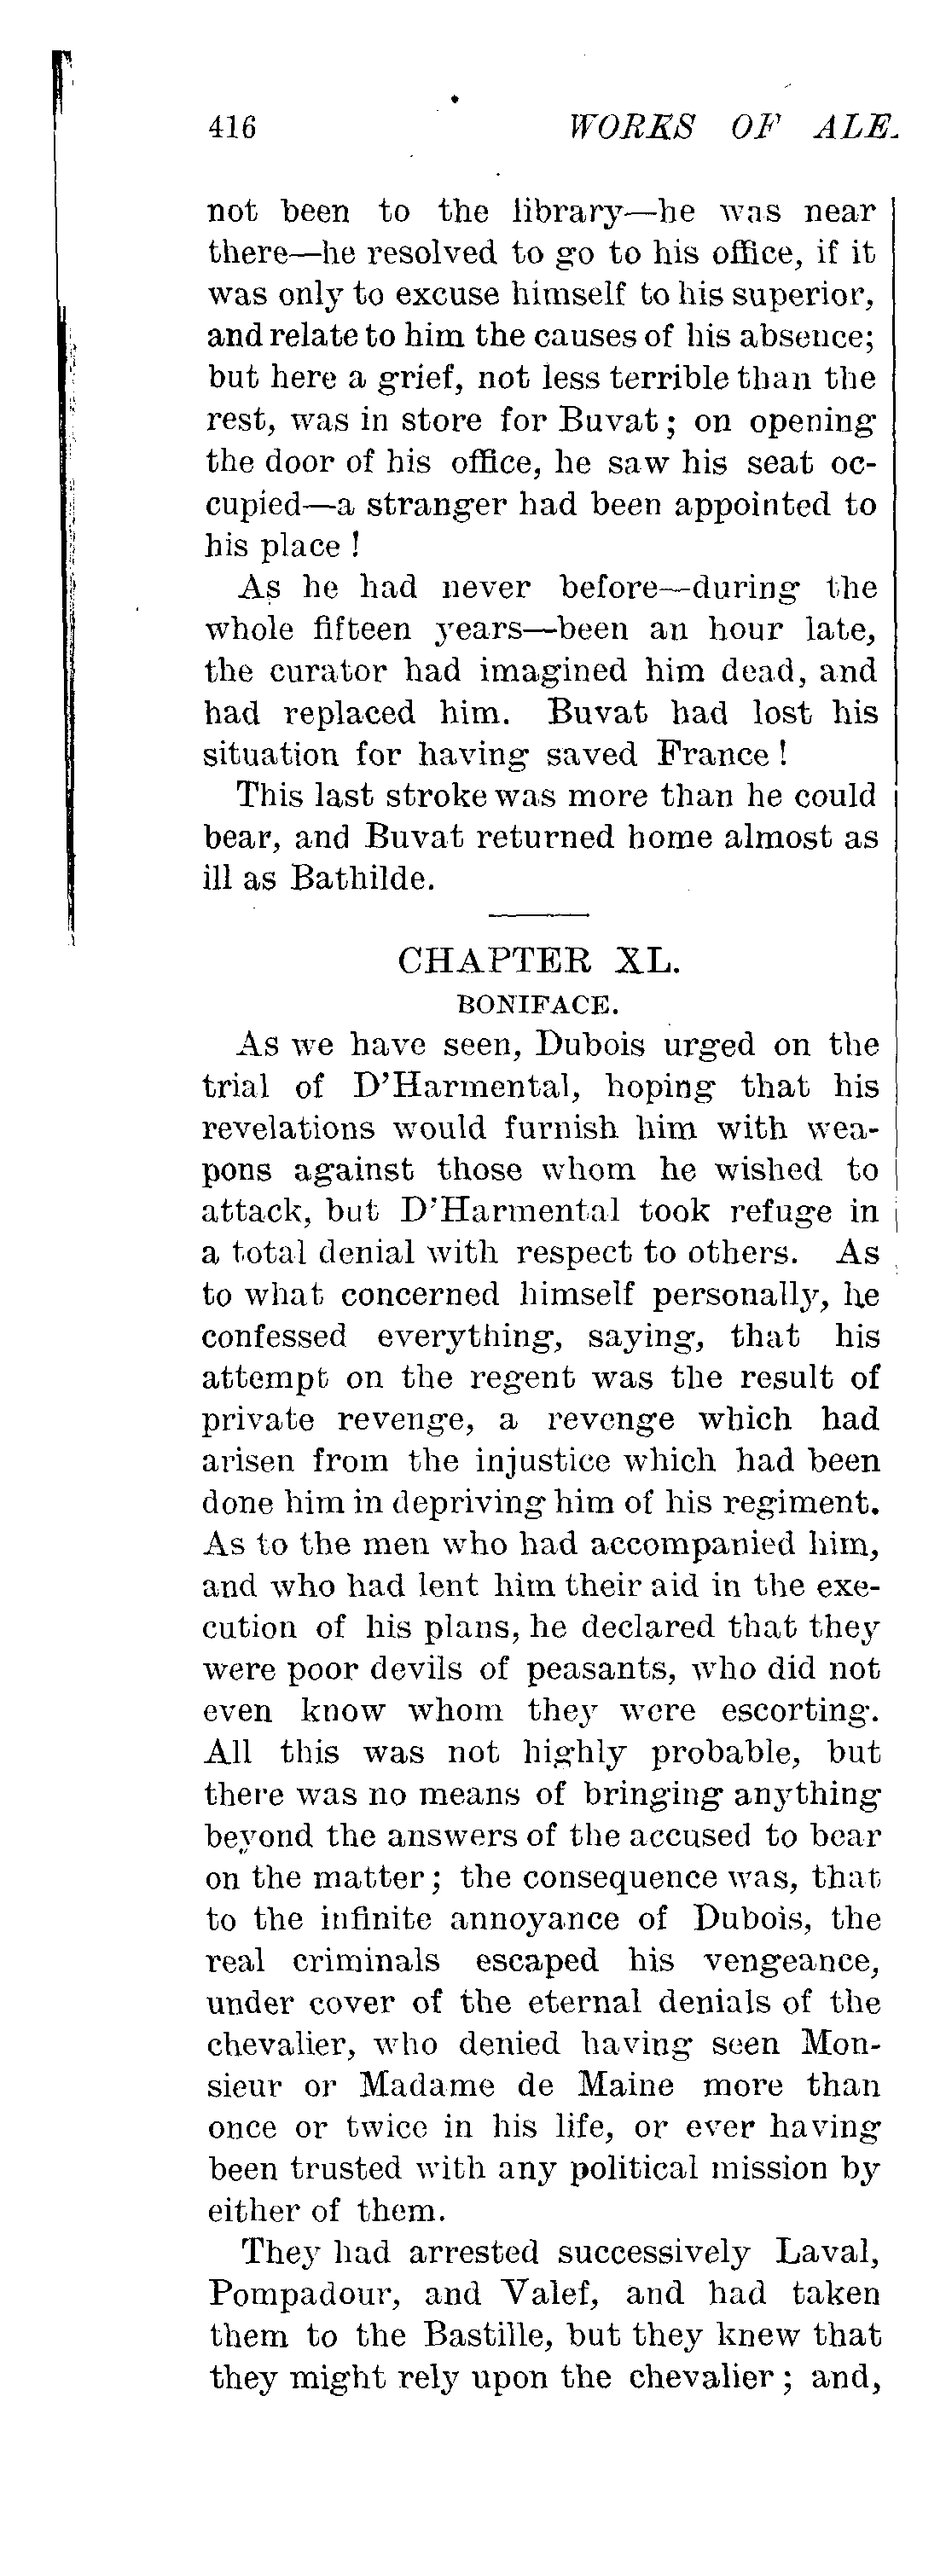 416 WORKS OF ALE
not been to the library—he was near
there—he resolved to go to his office, if it
was only to excuse himself to his superior,
and relate to him the causes of his absence;
but here a grief, not less terrible than the
rest, was in store for Buvat; on opening
the door of his office, he saw his seat oc-
cupied—a stranger had been appointed to
his place!
As he had never before—during the
whole fifteen years—been an hour late,
the curator had imagined him dead, and
had replaced him. Buvat had lost his
situation for having saved France!
This last stroke was more than he could
bear, and Buvat returned home almost as
ill as Bathilde.
CHAPTER XL.
BONIFACE.
As we have seen, Dubois urged on the
trial of D'Harmental, hoping that his
revelations would furnish him with wea-
pons against those whom he wished to
attack, but D'Harmental took refuge in
a total denial with respect to others. As
to what concerned himself personally, he
confessed everything, saying, that his
attempt on the regent was the result of
private revenge, a revenge which had
arisen from the injustice which had been
done him in depriving him of his regiment.
As to the men who had accompanied him,
and who had lent him their aid in the exe-
cution of his plans, he declared that they
were poor devils of peasants, who did not
even know whom they were escorting.
All this was not highly probable, but
there was no means of bringing anything
beyond the answers of the accused to bear
on the matter; the consequence was, that
to the infinite annoyance of Dubois, the
real criminals escaped his vengeance,
under cover of the eternal denials of the
chevalier, who denied having seen Mon-
sieur or Madame de Maine more than
once or twice in his life, or ever having
been trusted with any political mission by
either of them.
They had arrested successively Laval,
Pompadour, and Valef, and had taken
them to the Bastille, but they knew that
they might rely upon the chevalier; and,